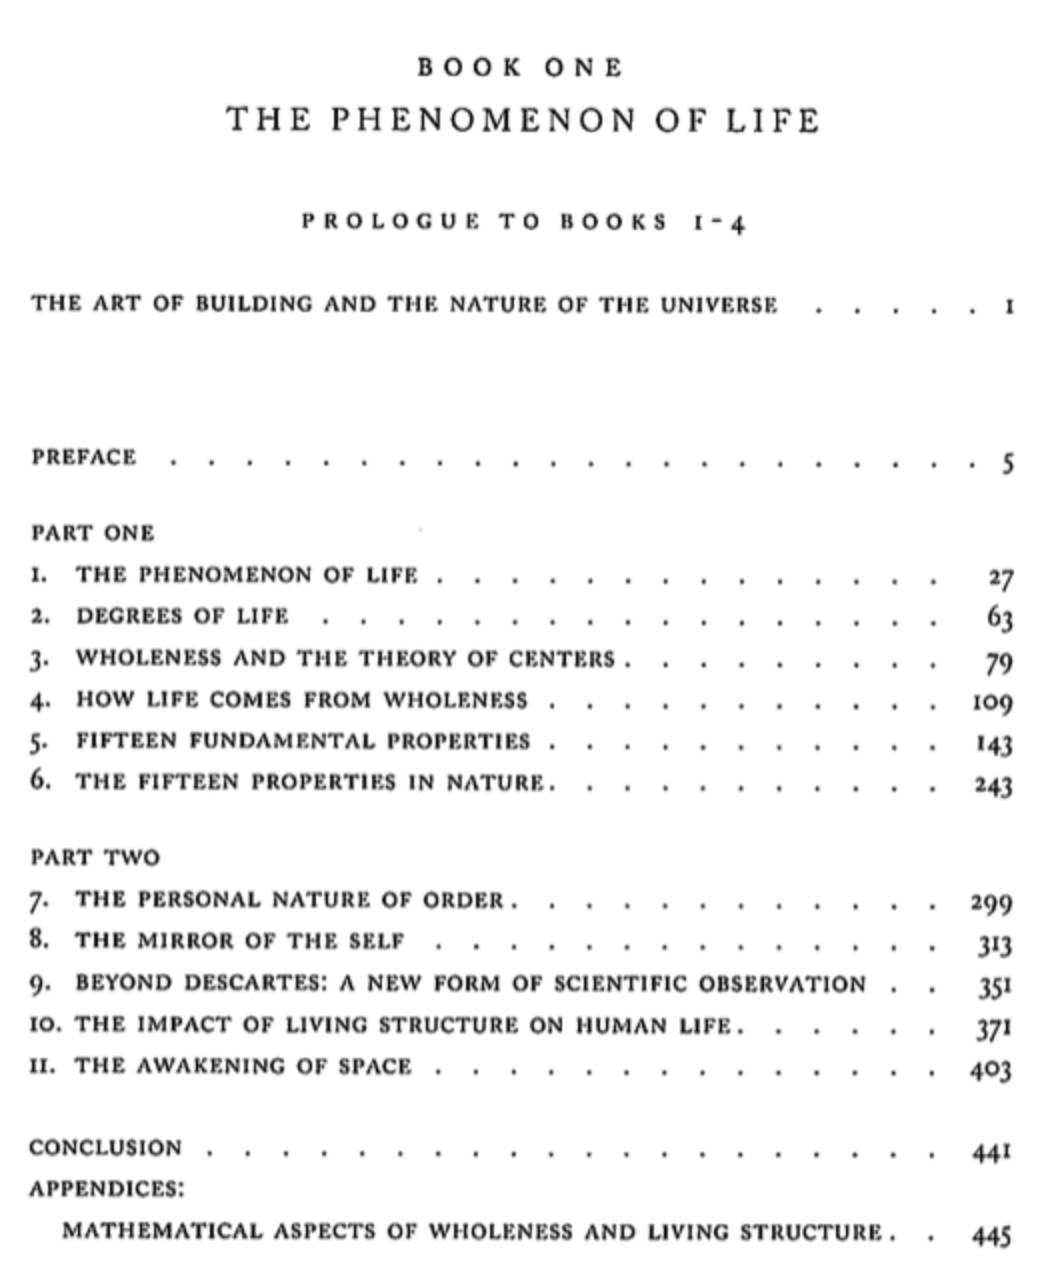 BOOK ONE
THE PHENOMENON OF LIFE
PROLOGUE TO BOOKS 1-4
THE ART OF BUILDING AND THE NATURE OF THE UNIVERSE . . . . . 1
PREFACE . . . . . . . . . . . . . . . . . . . . . . 5
PART ONE
1. THE PHENOMENON OF LIFE . . . . . . . . . . . . . . 27
2. DEGREES OF LIFE . . . . . . . . . . . . . . . . . 63
3. WHOLENESS AND THE THEORY OF CENTERS . . . . . . . . . 79
4. HOW LIFE COMES FROM WHOLENESS . . . . . . . . . . . 109
5. FIFTEEN FUNDAMENTAL PROPERTIES . . . . . . . . . . . 143
6. THE FIFTEEN PROPERTIES IN NATURE . . . . . . . . . . . 243
PART TWO
7. THE PERSONAL NATURE OF ORDER . . . . . . . . . . . . 299
8. THE MIRROR OF THE SELF . . . . . . . . . . . . . . 313
9. BEYOND DESCARTES: A NEW FORM OF SCIENTIFIC OBSERVATION . . 351
10. THE IMPACT OF LIVING STRUCTURE ON HUMAN LIFE . . . . . . 371
11. THE AWAKENING OF SPACE . . . . . . . . . . . . . . 403
CONCLUSION . . . . . . . . . . . . . . . . . . . . 441
APPENDICES:
MATHEMATICAL ASPECTS OF WHOLENESS AND LIVING STRUCTURE . . 445